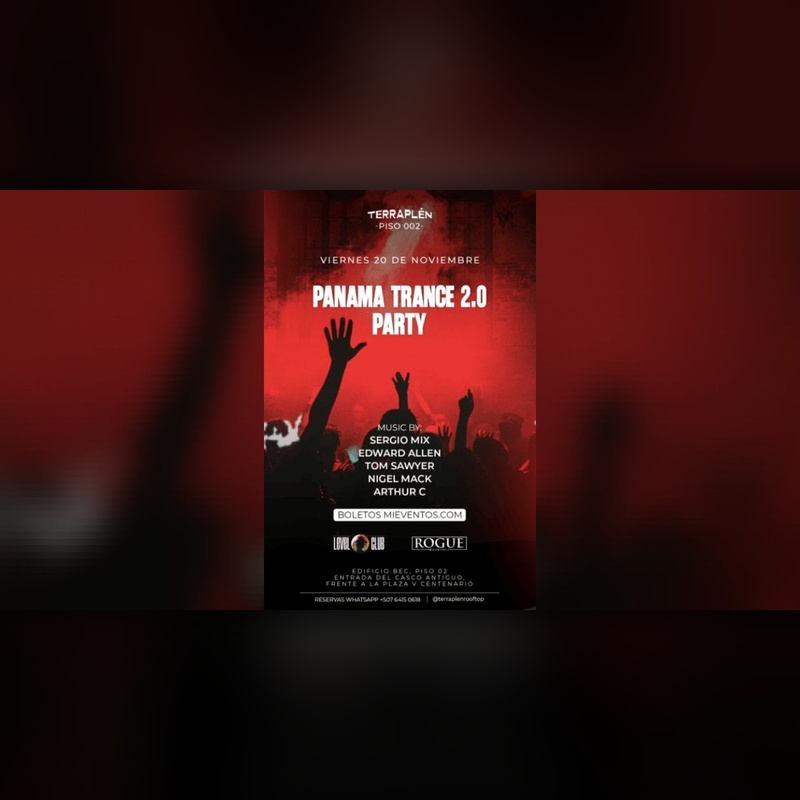 TERRAPLÉN
·PISO 002·
VIERNES 20 DE NOVIEMBRE
PANAMA TRANCE 2.0
PARTY
MUSIC BY:
SERGIO MIX
EDWARD ALLEN
TOM SAWYER
NIGEL MACK
ARTHUR C
BOLETOS MIEVENTOS.COM
LEVEL CLUB
ROGUE
EDIFICIO BEC, PISO 02
ENTRADA DEL CASCO ANTIGUO,
FRENTE A LA PLAZA V CENTENARIO
RESERVAS WHATSAPP +507 6415 0618 | @terraplenrooftop